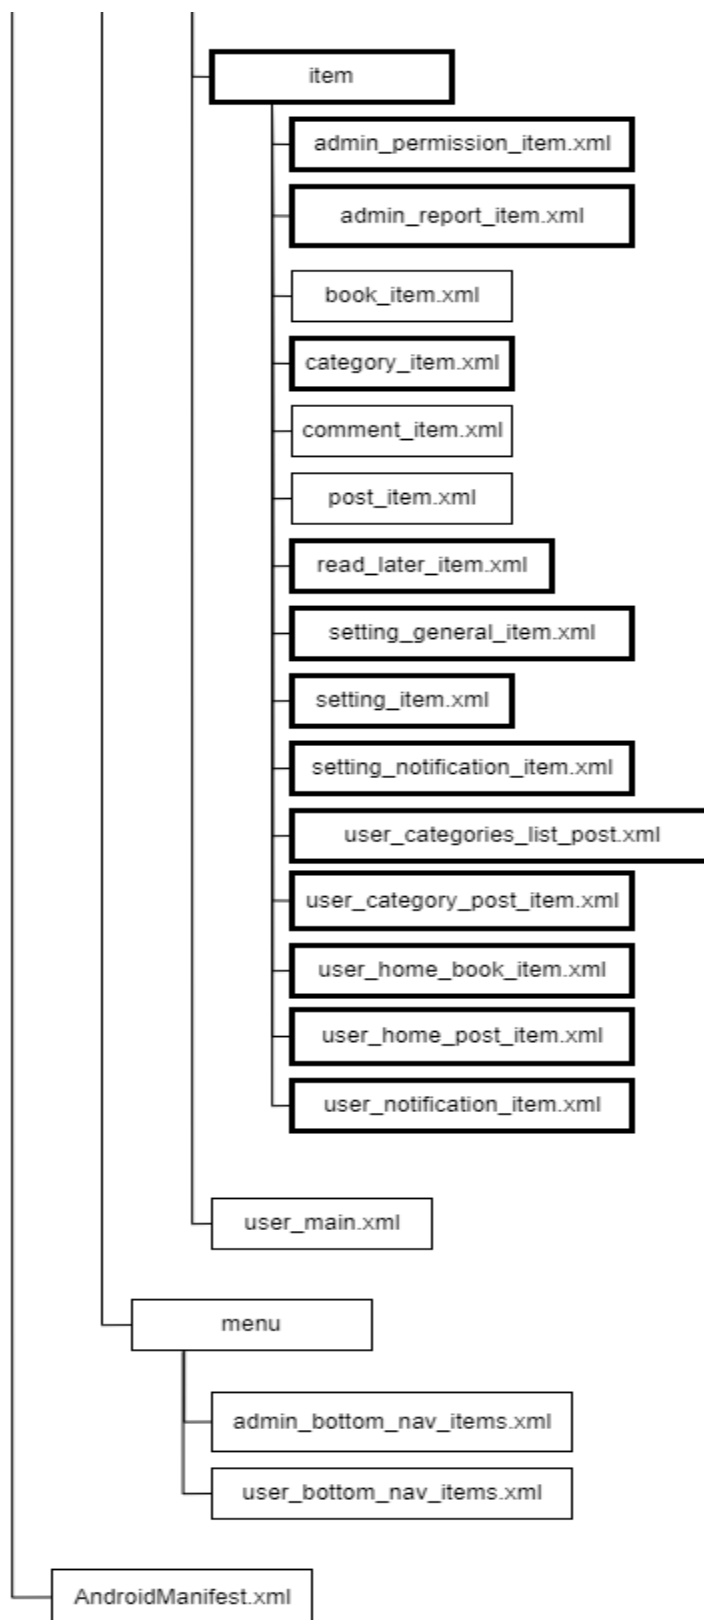 item
admin_permission_item.xml
admin_report_item.xml
book_item.xml
category_item.xml
comment_item.xml
post_item.xml
read_later_item.xml
setting_general_item.xml
setting_item.xml
setting_notification_item.xml
user_categories_list_post.xml
user_category_post_item.xml
user_home_book_item.xml
user_home_post_item.xml
user_notification_item.xml
user_main.xml
menu
admin_bottom_nav_items.xml
user_bottom_nav_items.xml
AndroidManifest.xml